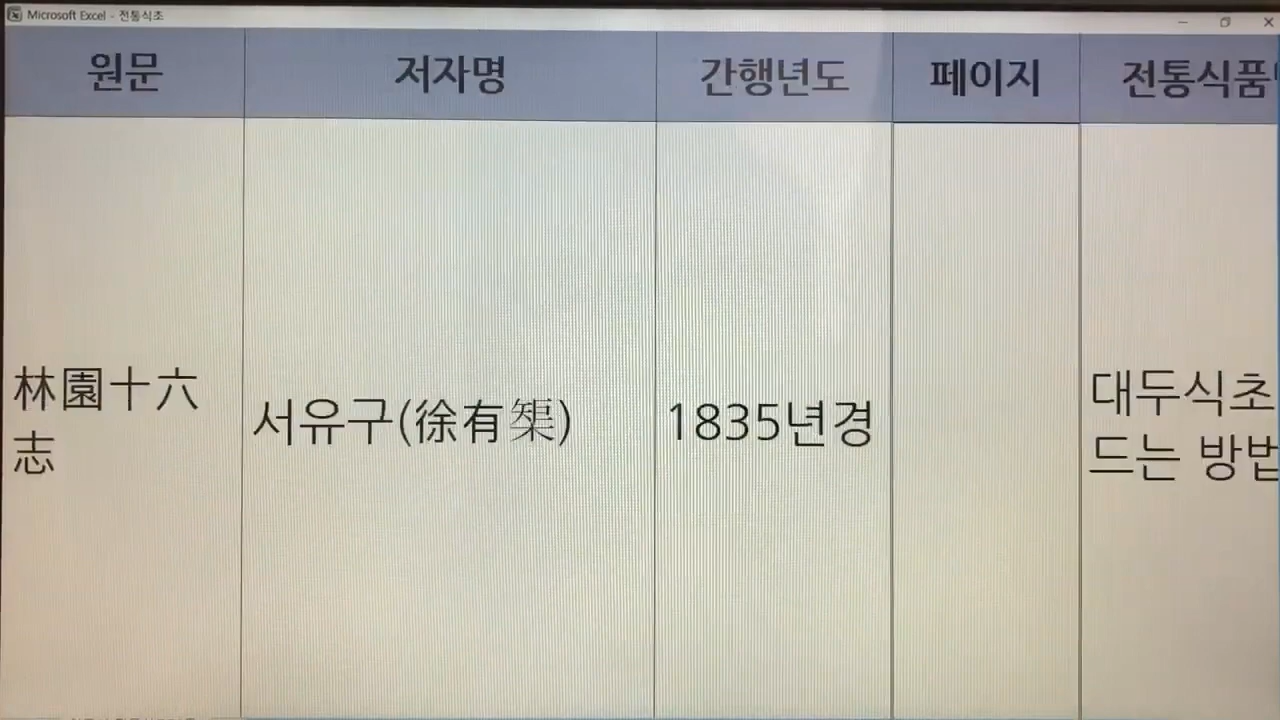 Microsoft Excel - 전통식초
원문 저자명 간행년도 페이지 전통식품
林園十六
志
서유구(徐有榘)
1835년경
대두식초
드는 방법